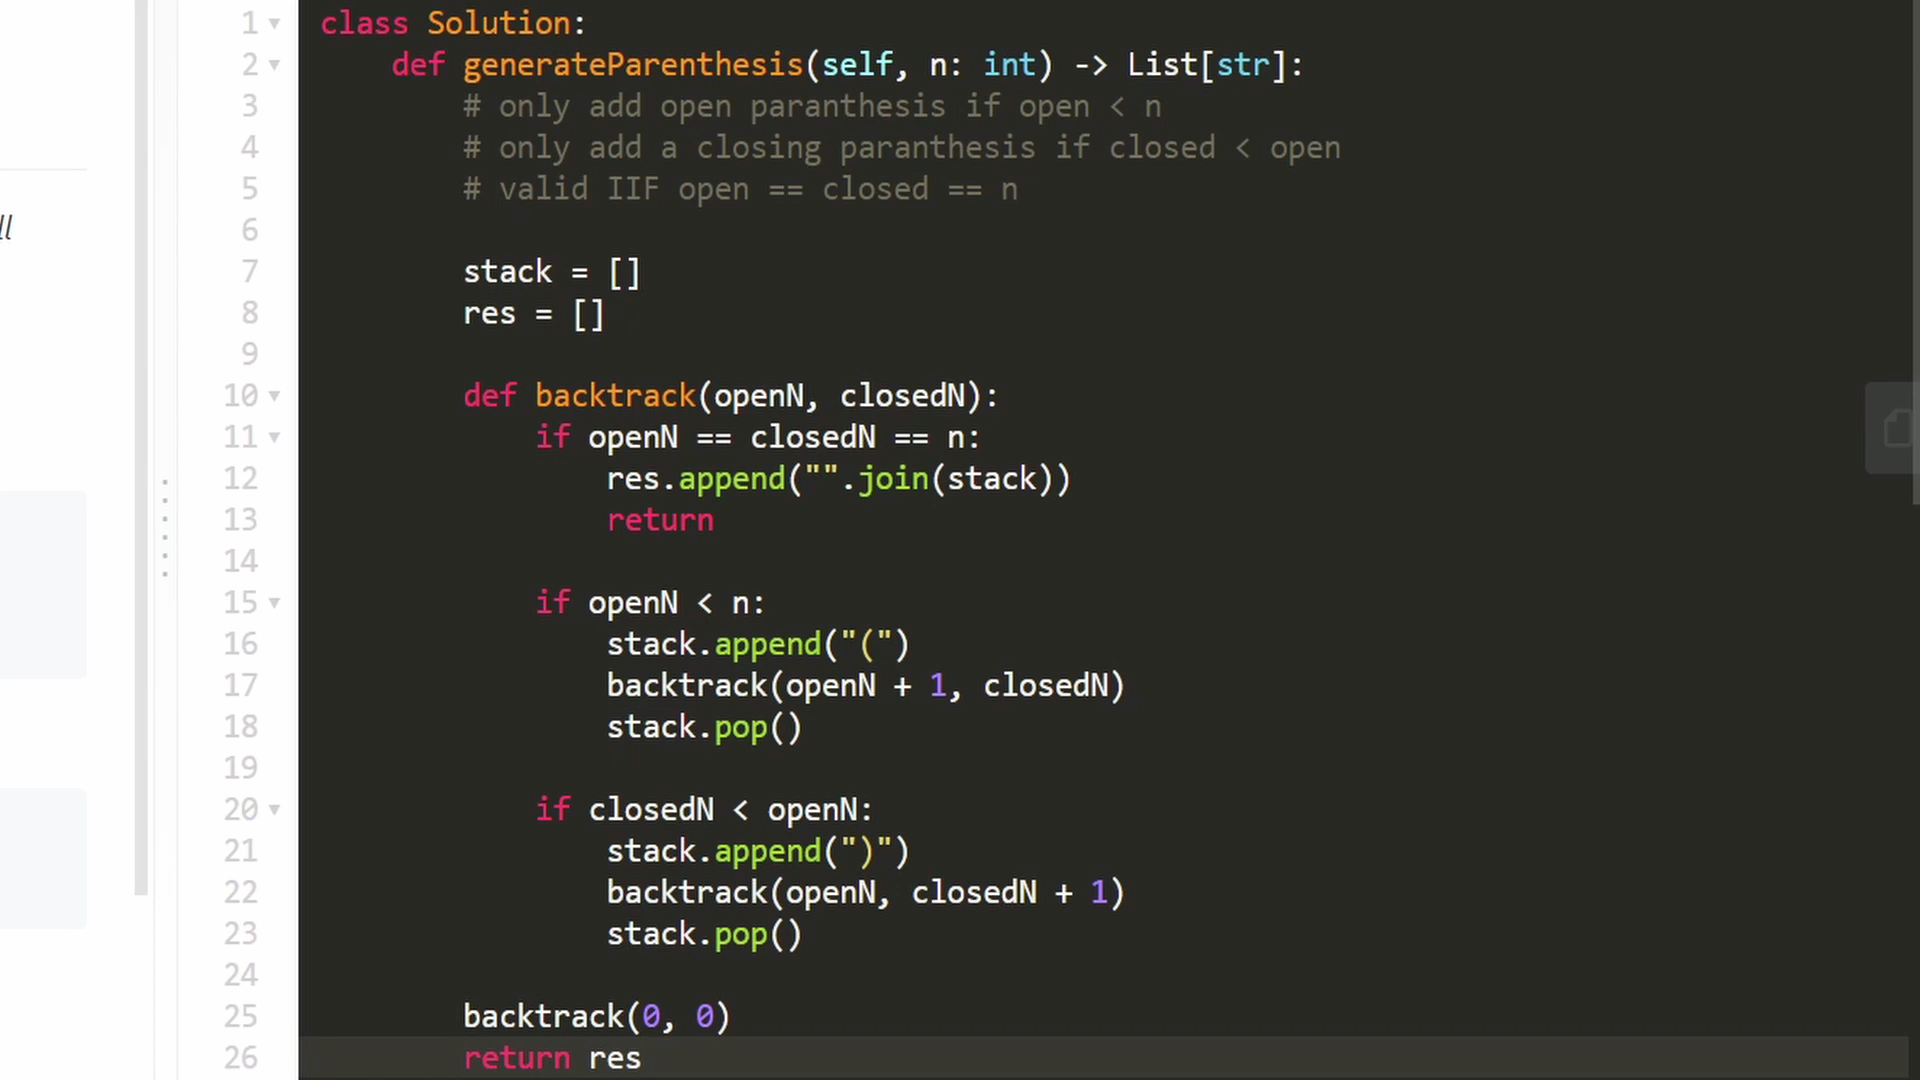 ll
1 class Solution:
2 def generateParenthesis(self, n: int) -> List[str]:
3 # only add open paranthesis if open < n
4 # only add a closing paranthesis if closed < open
5 # valid IIF open == closed == n
6
7 stack = []
8 res = []
9
10 def backtrack(openN, closedN):
11 if openN == closedN == n:
12 res.append("".join(stack))
13 return
14
15 if openN < n:
16 stack.append("(")
17 backtrack(openN + 1, closedN)
18 stack.pop()
19
20 if closedN < openN:
21 stack.append(")")
22 backtrack(openN, closedN + 1)
23 stack.pop()
24
25 backtrack(0, 0)
26 return res